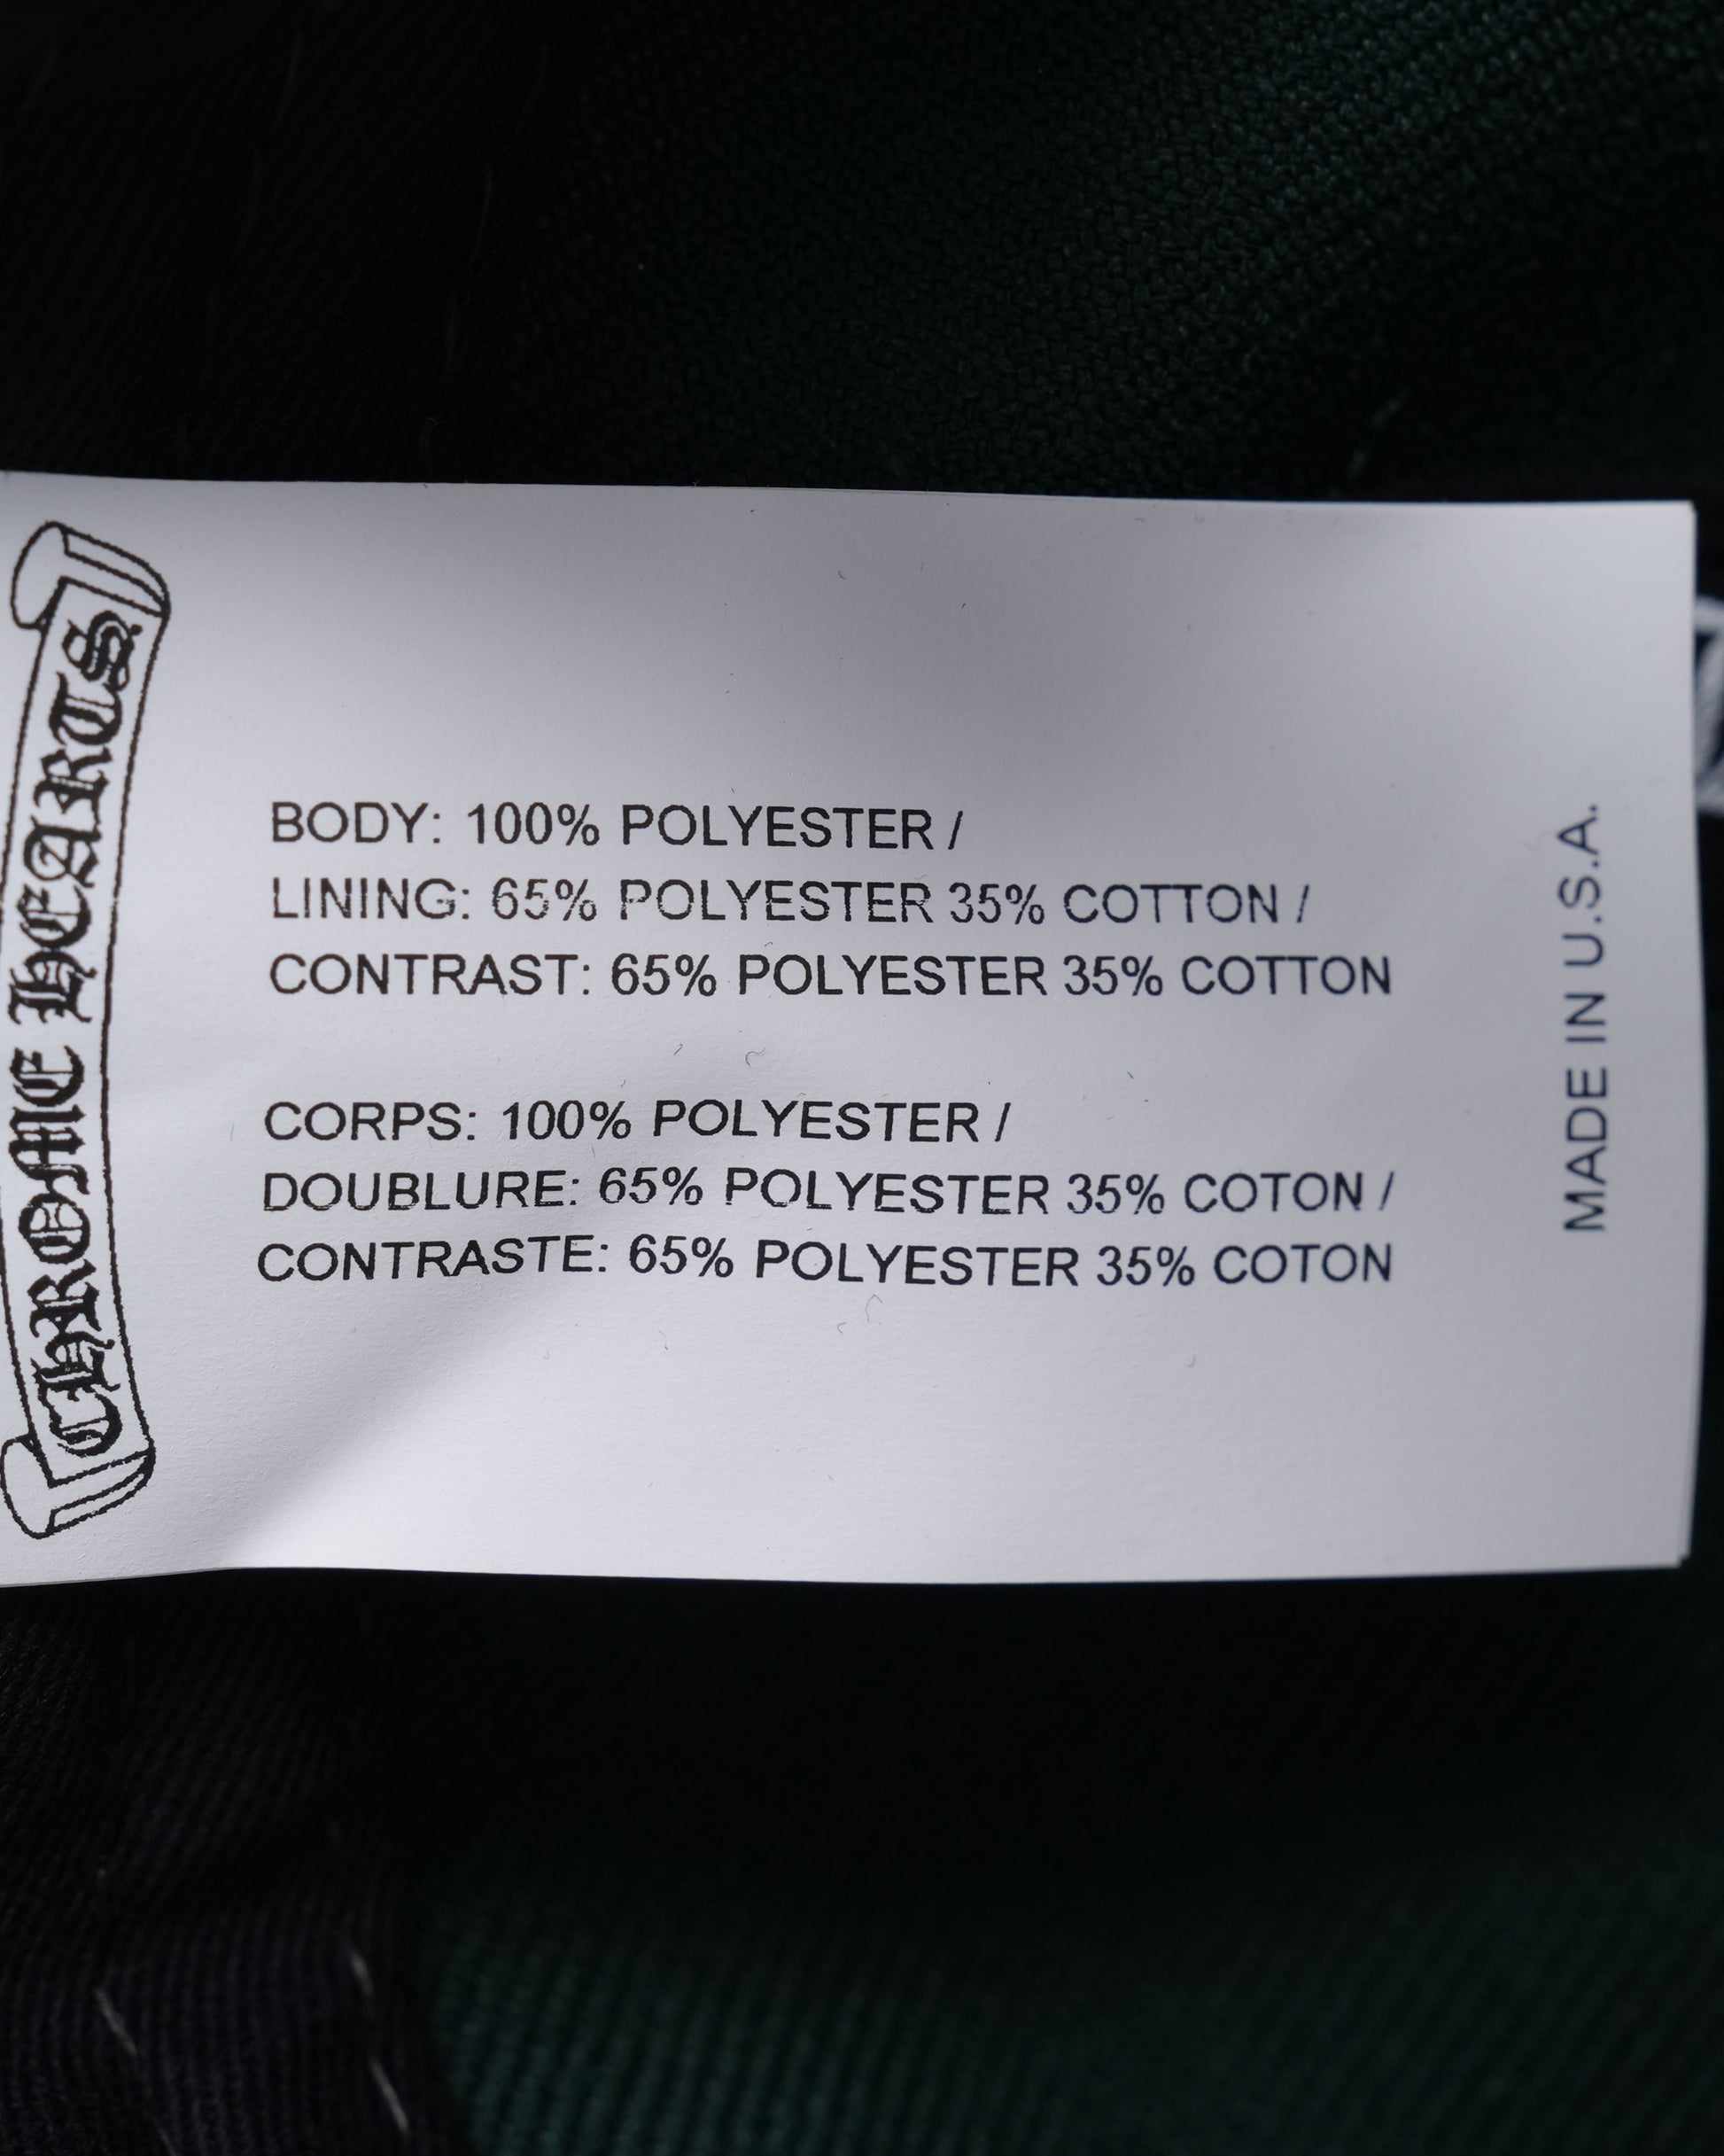 CHROME HEARTS
BODY: 100% POLYESTER /
LINING: 65% POLYESTER 35% COTTON /
CONTRAST: 65% POLYESTER 35% COTTON
CORPS: 100% POLYESTER /
DOUBLURE: 65% POLYESTER 35% COTON /
CONTRASTE: 65% POLYESTER 35% COTON
MADE IN U.S.A.